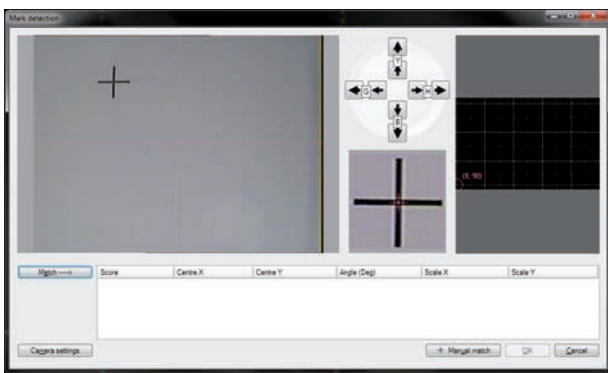 Mark detection
Y
G H
B
(0, 90)
Match ---> Score Centre X Centre Y Angle (Deg) Scale X Scale Y
Camera settings Manual match OK Cancel